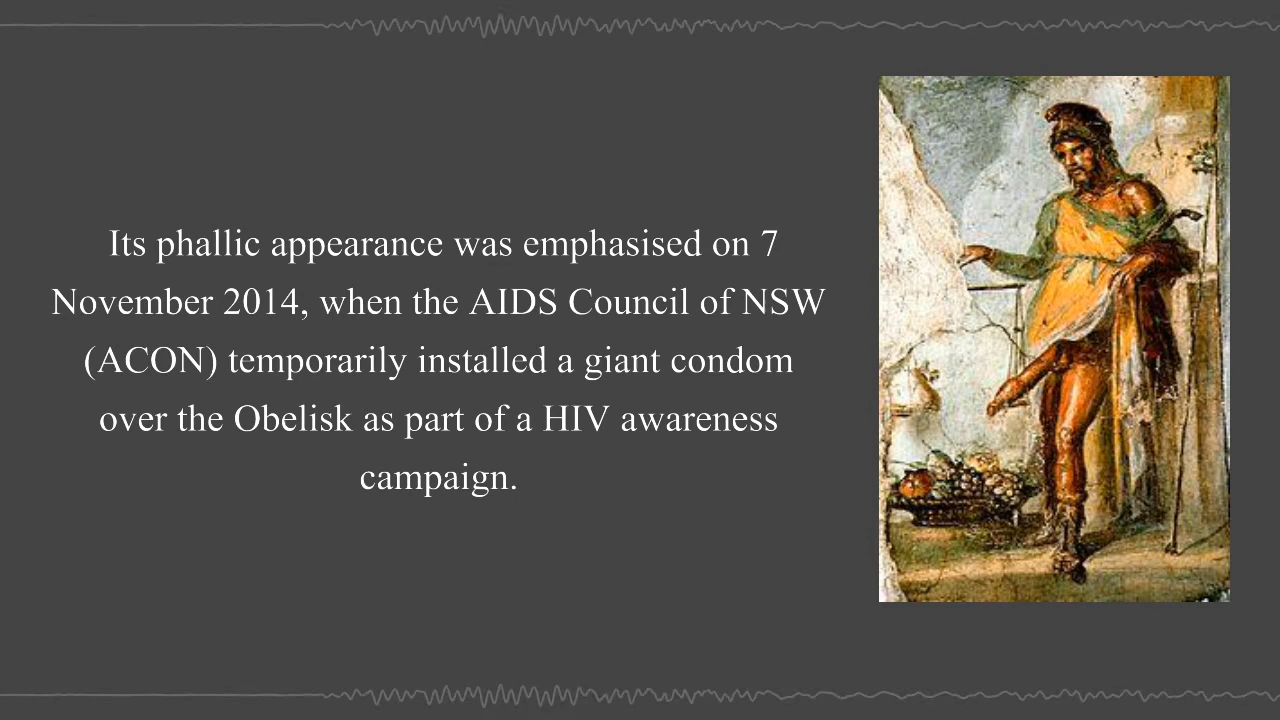 Its phallic appearance was emphasised on 7
November 2014, when the AIDS Council of NSW
(ACON) temporarily installed a giant condom
over the Obelisk as part of a HIV awareness
campaign.